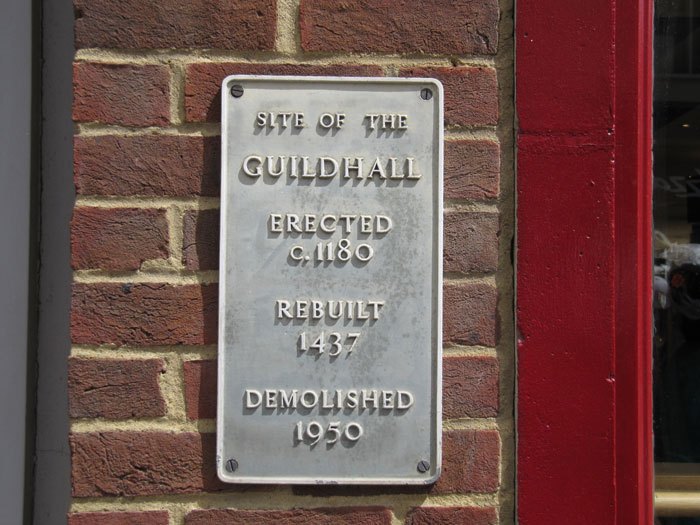 SITE OF THE
GUILDHALL
ERECTED
c.1180
REBUILT
1437
DEMOLISHED
1950